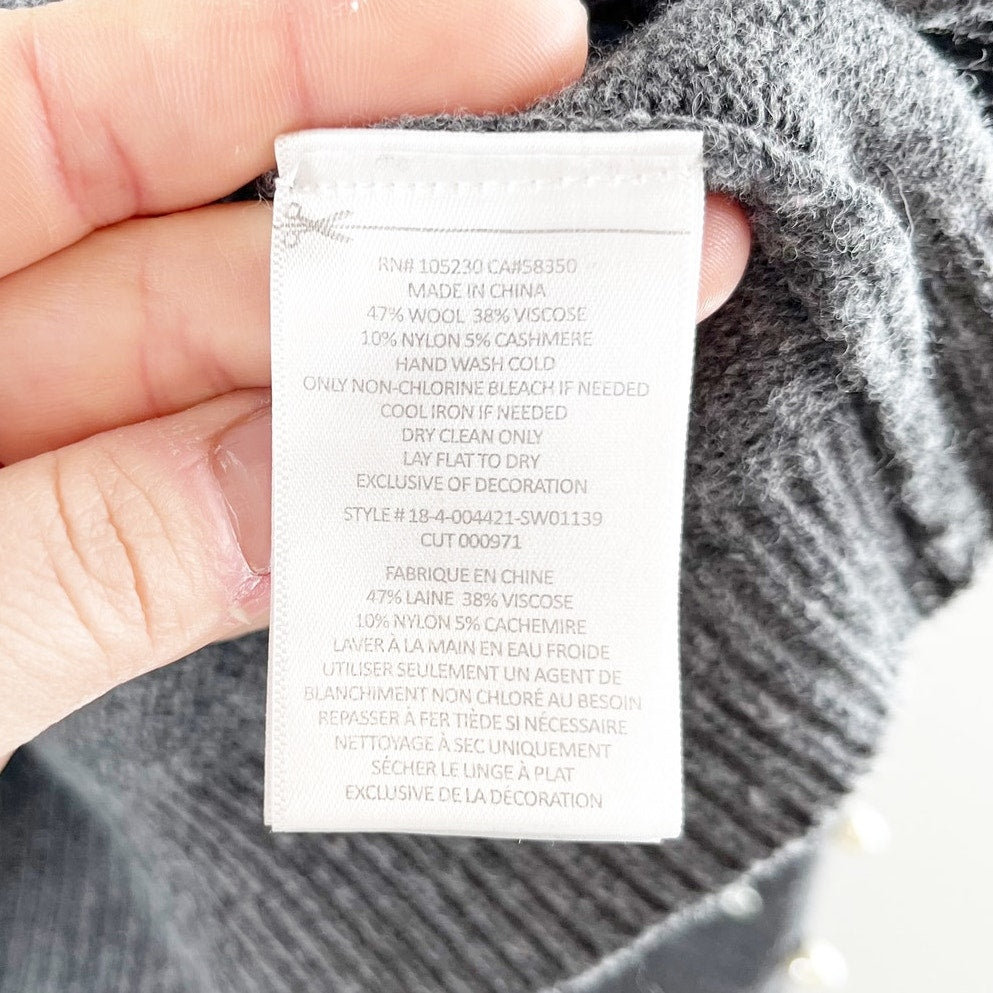 RN# 105230 CA#58350
MADE IN CHINA
47% WOOL 38% VISCOSE
10% NYLON 5% CASHMERE
HAND WASH COLD
ONLY NON-CHLORINE BLEACH IF NEEDED
COOL IRON IF NEEDED
DRY CLEAN ONLY
LAY FLAT TO DRY
EXCLUSIVE OF DECORATION
STYLE # 18-4-004421-SW01139
CUT 000971
FABRIQUE EN CHINE
47% LAINE 38% VISCOSE
10% NYLON 5% CACHEMIRE
LAVER À LA MAIN EN EAU FROIDE
UTILISER SEULEMENT UN AGENT DE
BLANCHIMENT NON CHLORÉ AU BESOIN
REPASSER À FER TIÈDE SI NÉCESSAIRE
NETTOYAGE À SEC UNIQUEMENT
SÉCHER LE LINGE À PLAT
EXCLUSIVE DE LA DÉCORATION